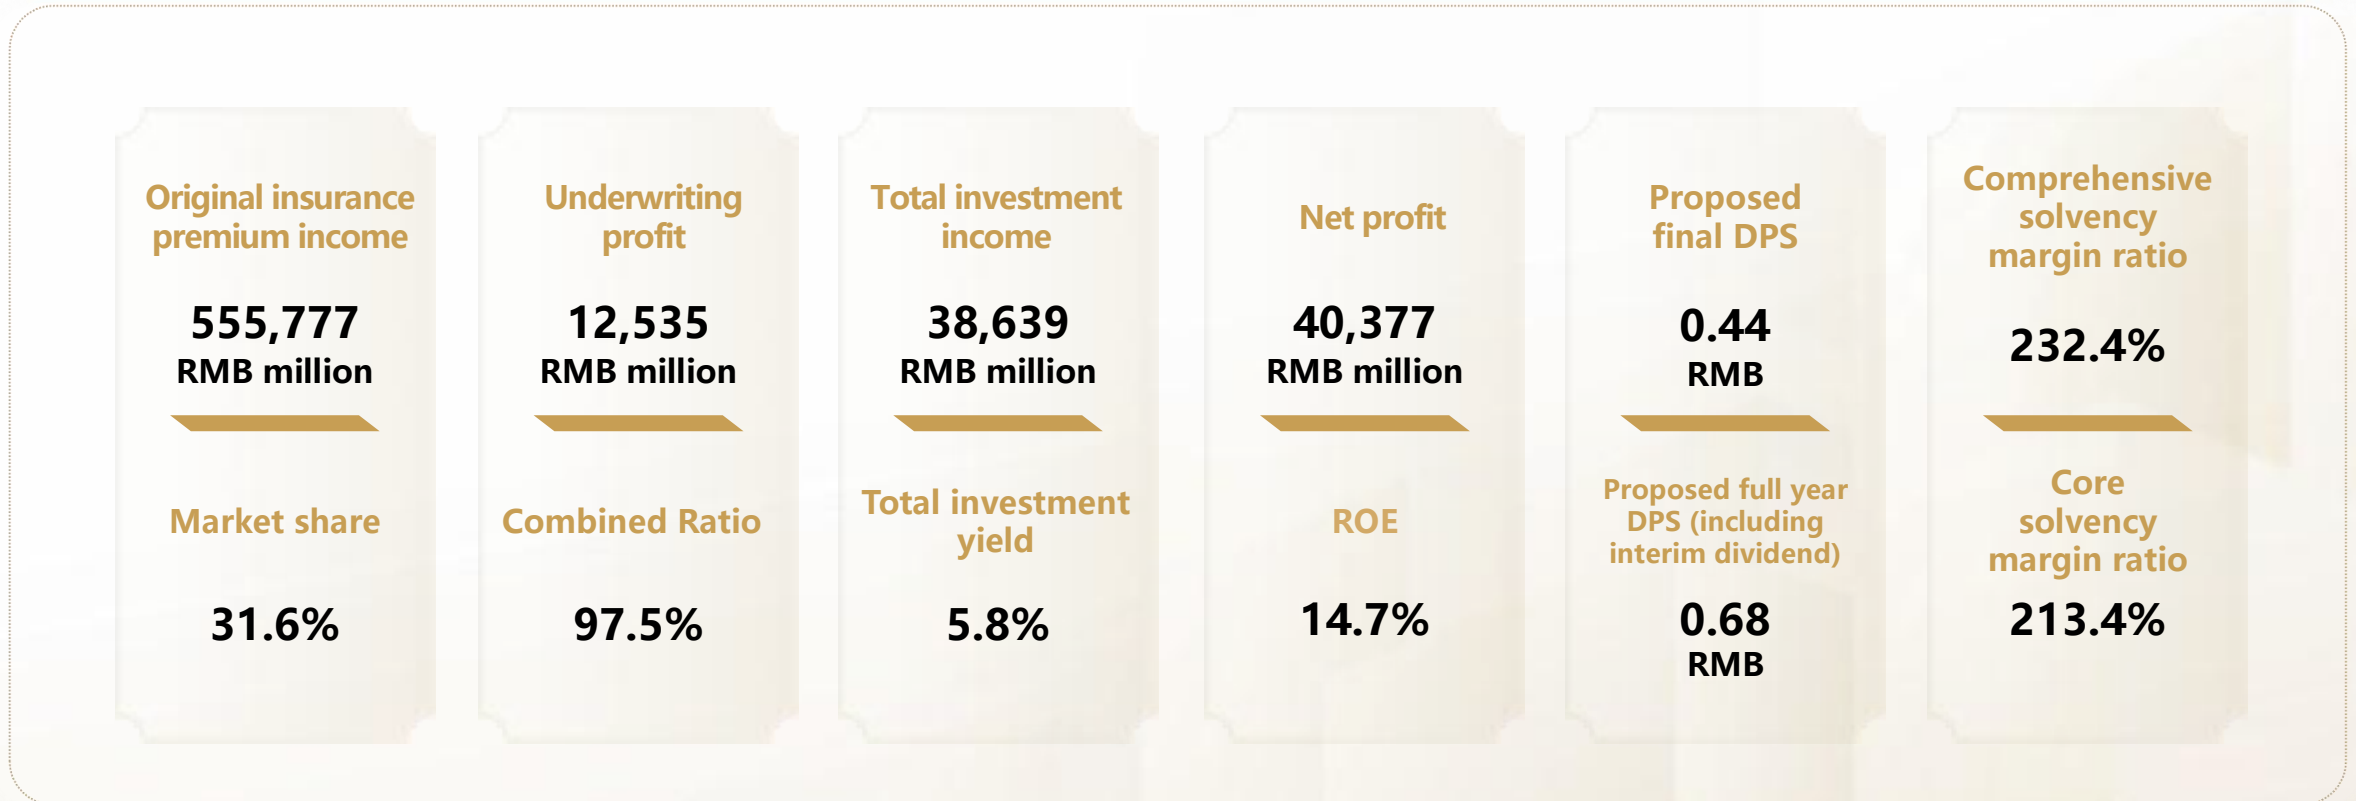 Original insurance
premium income
555,777
RMB million
Market share
31.6%
Underwriting
profit
12,535
RMB million
Combined Ratio
97.5%
Total investment
income
38,639
RMB million
Total investment
yield
5.8%
Net profit
40,377
RMB million
ROE
14.7%
Proposed
final DPS
0.44
RMB
Proposed full year
DPS (including
interim dividend)
0.68
RMB
Comprehensive
solvency
margin ratio
232.4%
Core
solvency
margin ratio
213.4%